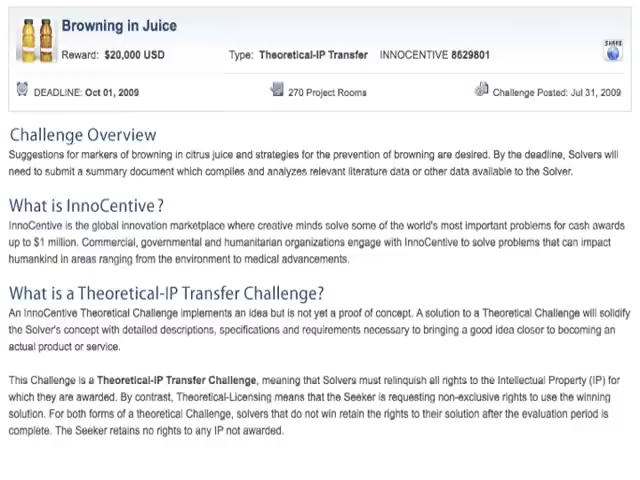 Browning in Juice
Reward: $20,000 USD Type: Theoretical-IP Transfer INNOCENTIVE 8629801
SHARE
DEADLINE: Oct 01, 2009 270 Project Rooms Challenge Posted: Jul 31, 2009
Challenge Overview
Suggestions for markers of browning in citrus juice and strategies for the prevention of browning are desired. By the deadline, Solvers will
need to submit a summary document which compiles and analyzes relevant literature data or other data available to the Solver.
What is InnoCentive?
InnoCentive is the global innovation marketplace where creative minds solve some of the world's most important problems for cash awards
up to $1 million. Commercial, governmental and humanitarian organizations engage with InnoCentive to solve problems that can impact
humankind in areas ranging from the environment to medical advancements.
What is a Theoretical-IP Transfer Challenge?
An InnoCentive Theoretical Challenge implements an idea but is not yet a proof of concept. A solution to a Theoretical Challenge will solidify
the Solver's concept with detailed descriptions, specifications and requirements necessary to bringing a good idea closer to becoming an
actual product or service.
This Challenge is a Theoretical-IP Transfer Challenge, meaning that Solvers must relinquish all rights to the Intellectual Property (IP) for
which they are awarded. By contrast, Theoretical-Licensing means that the Seeker is requesting non-exclusive rights to use the winning
solution. For both forms of a theoretical Challenge, solvers that do not win retain the rights to their solution after the evaluation period is
complete. The Seeker retains no rights to any IP not awarded.